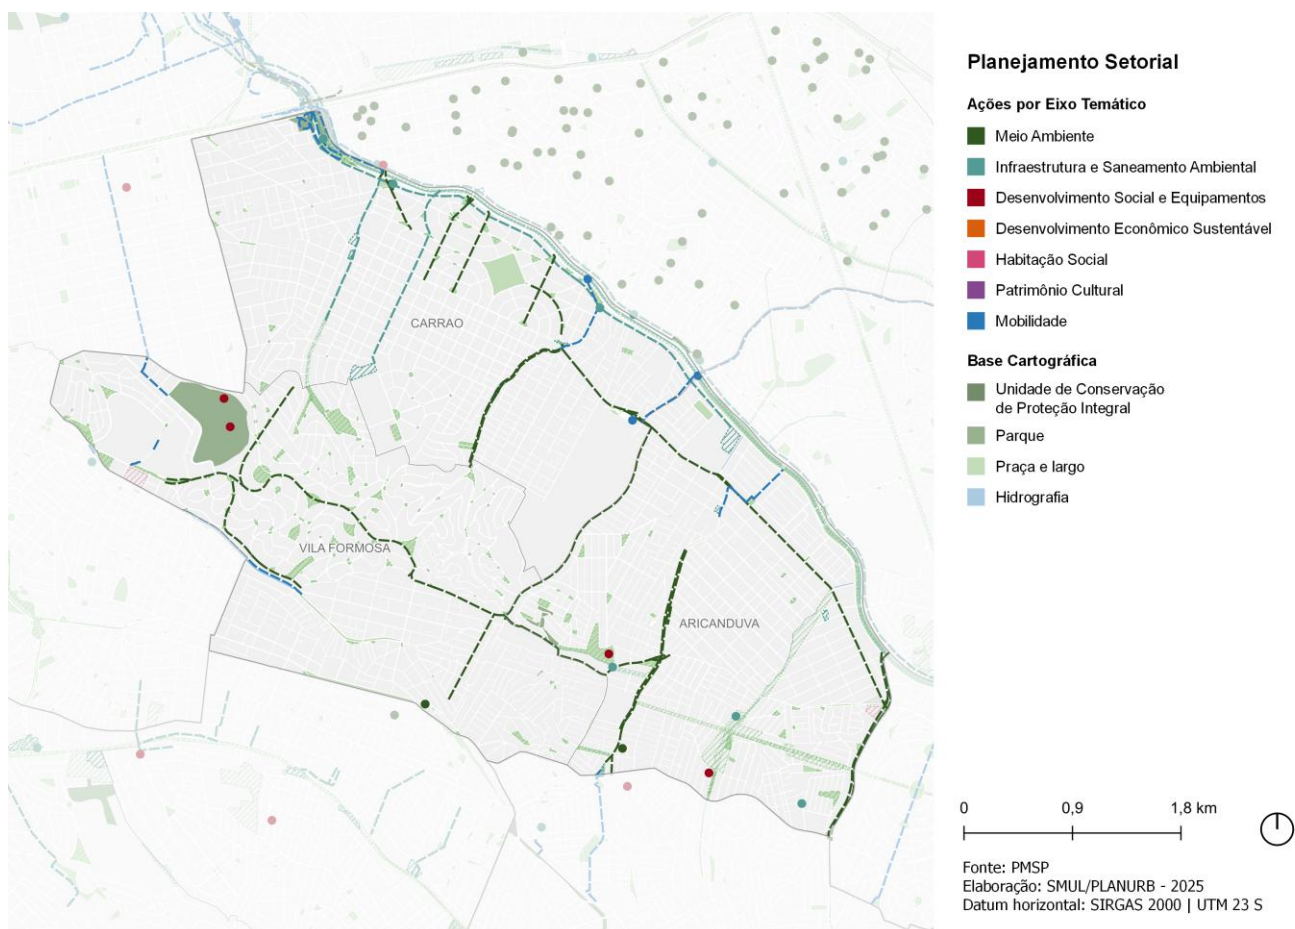 CARRAO
VILA FORMOSA
ARICANDUVA
Planejamento Setorial
Ações por Eixo Temático
Meio Ambiente
Infraestrutura e Saneamento Ambiental
Desenvolvimento Social e Equipamentos
Desenvolvimento Econômico Sustentável
Habitação Social
Patrimônio Cultural
Mobilidade
Base Cartográfica
Unidade de Conservação
de Proteção Integral
Parque
Praça e largo
Hidrografia
0 0,9 1,8 km
Fonte: PMSP
Elaboração: SMUL/PLANURB - 2025
Datum horizontal: SIRGAS 2000 | UTM 23 S